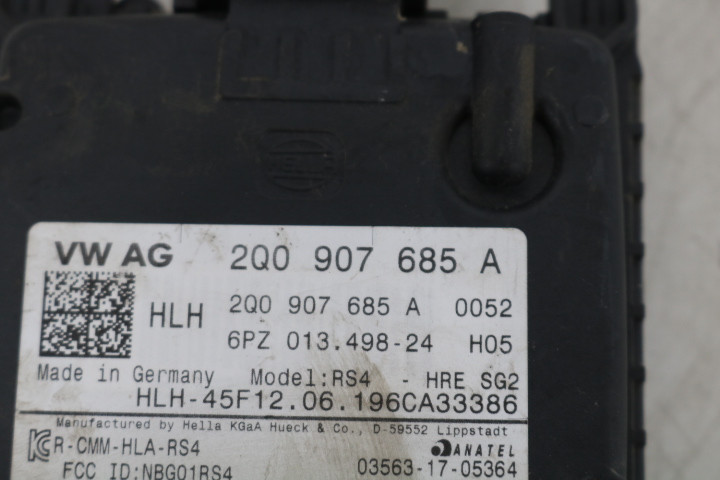 VW AG 2Q0 907 685 A
HLH 2Q0 907 685 A 0052
6PZ 013.498-24 H05
Made in Germany Model:RS4 - HRE SG2
HLH-45F12.06.196CA33386
Manufactured by Hella KGaA Hueck & Co., D-59552 Lippstadt
R-CMM-HLA-RS4 ANATEL
FCC ID:NBG01RS4 03563-17-05364